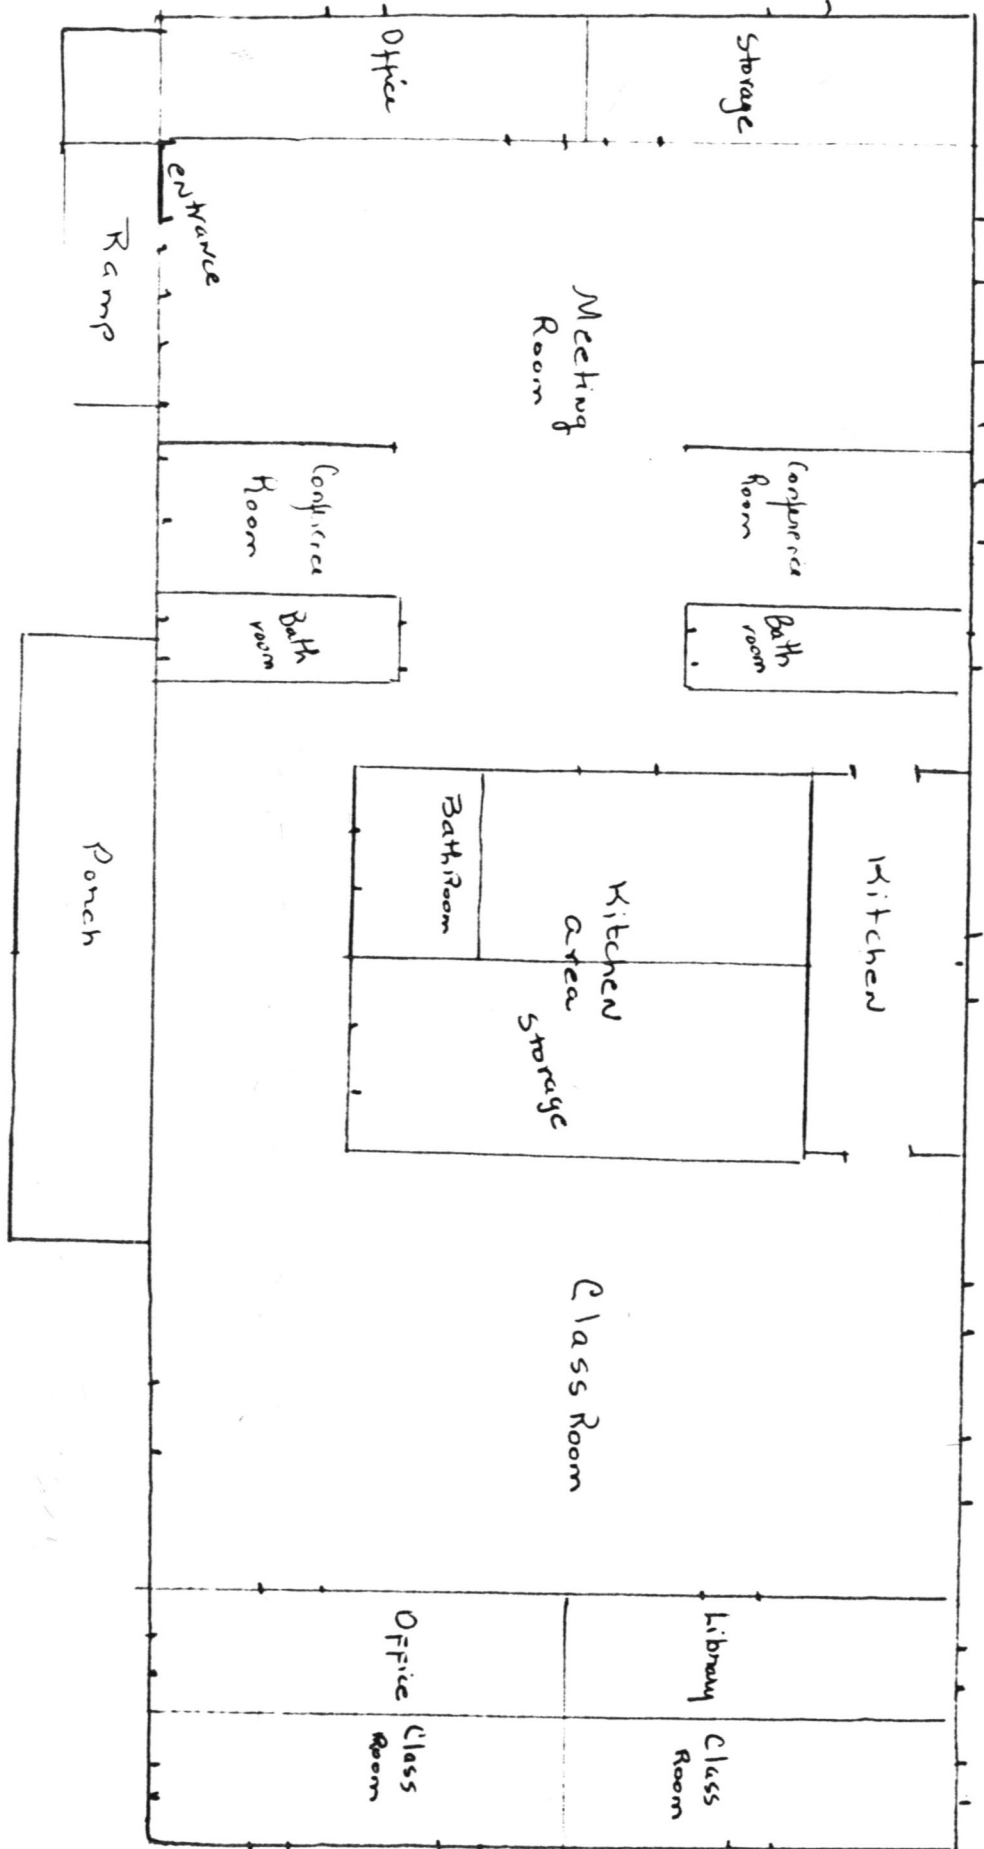 Storage
Office
entrance
Ramp
Meeting
Room
Conference
Room
Conference
Room
Bath
room
Bath
room
Kitchen
Kitchen
area
BathRoom
Storage
Porch
Class Room
Library
Office
Class
Room
Class
Room